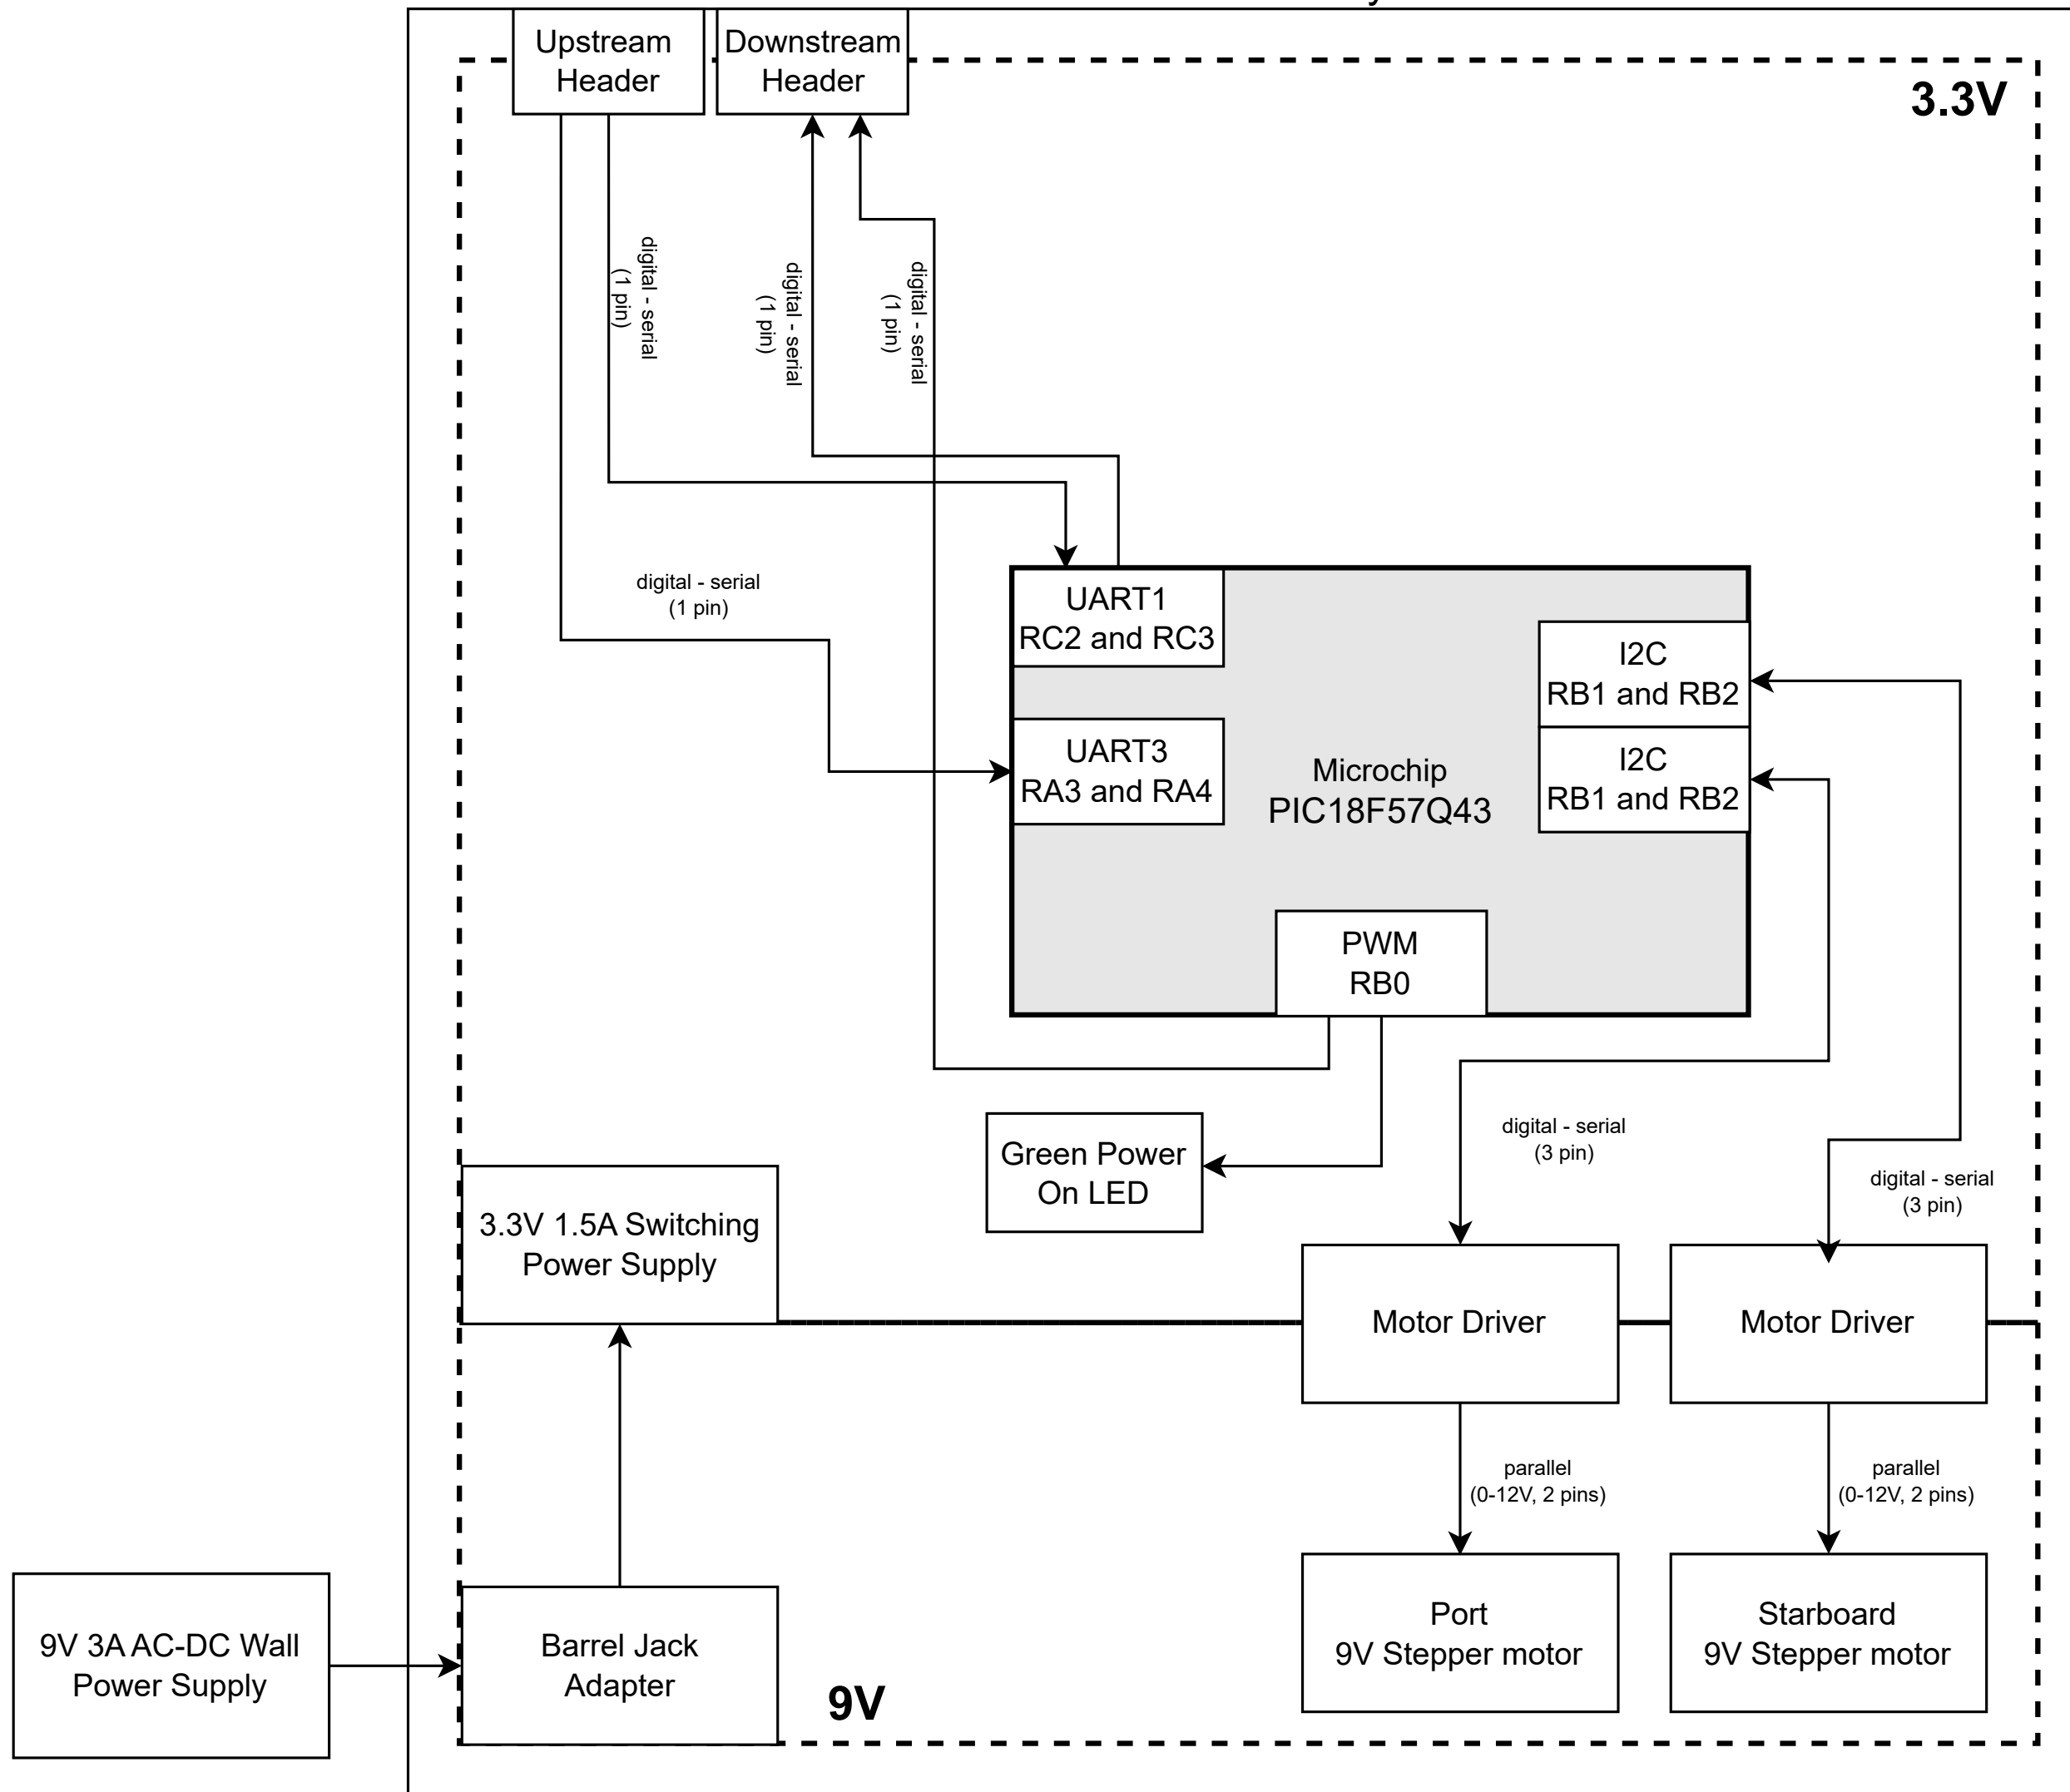 Upstream
Header
Downstream
Header
3.3V
digital - serial
(1 pin)
digital - serial
(1 pin)
digital - serial
(1 pin)
digital - serial
(1 pin)
UART1
RC2 and RC3
I2C
RB1 and RB2
UART3
RA3 and RA4
Microchip
PIC18F57Q43
I2C
RB1 and RB2
PWM
RB0
Green Power
On LED
digital - serial
(3 pin)
digital - serial
(3 pin)
3.3V 1.5A Switching
Power Supply
Motor Driver
Motor Driver
parallel
(0-12V, 2 pins)
parallel
(0-12V, 2 pins)
9V 3A AC-DC Wall
Power Supply
Barrel Jack
Adapter
9V
Port
9V Stepper motor
Starboard
9V Stepper motor